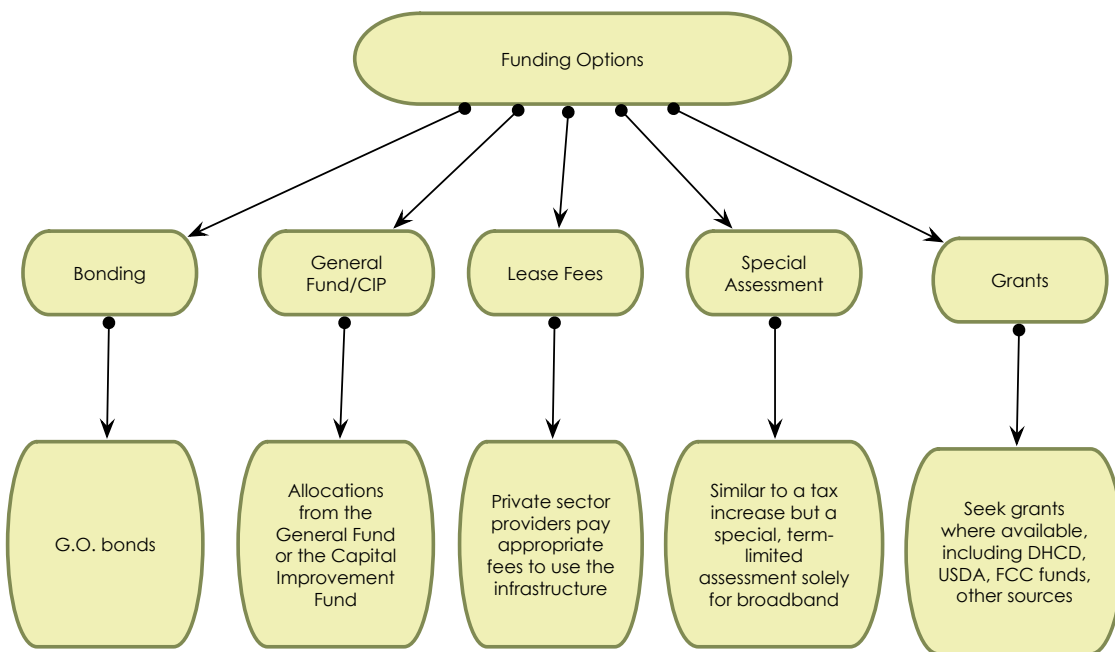 Funding Options
Bonding
General
Fund/CIP
Lease Fees
Special
Assessment
Grants
G.O. bonds
Allocations
from the
General Fund
or the Capital
Improvement
Fund
Private sector
providers pay
appropriate
fees to use the
infrastructure
Similar to a tax
increase but a
special, term-
limited
assessment solely
for broadband
Seek grants
where available,
including DHCD,
USDA, FCC funds,
other sources